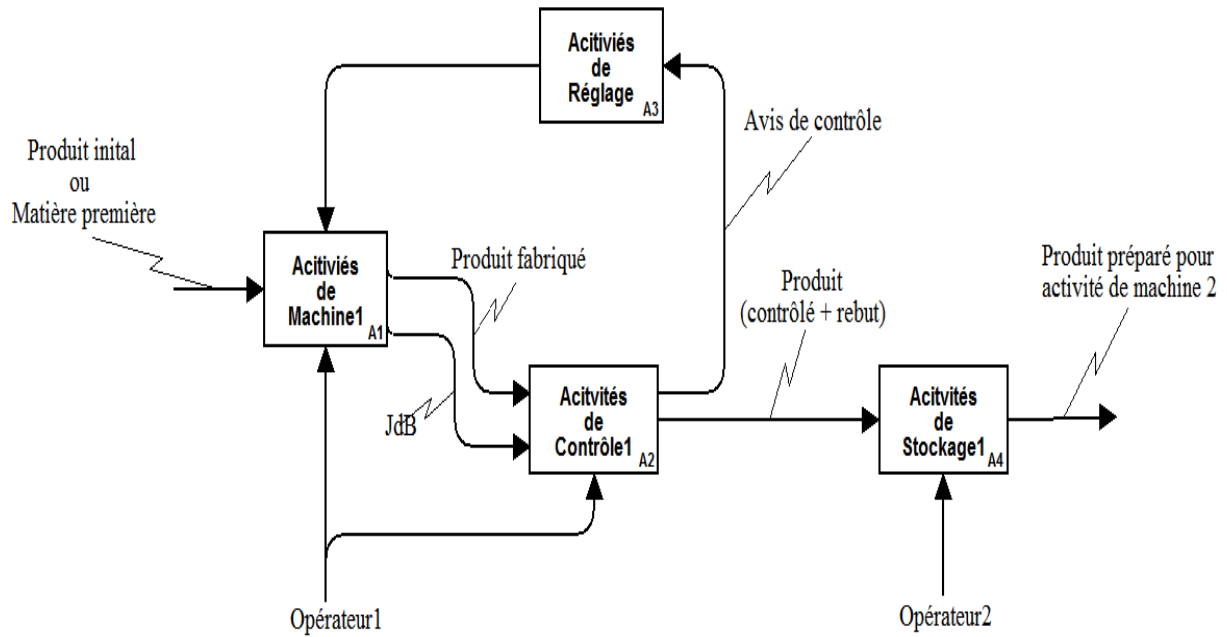 Acitiviés
de
Réglage
A3
Avis de contrôle
Produit inital
ou
Matière première
Acitiviés
de
Machine1
A1
Produit fabriqué
Produit
(contrôlé + rebut)
Produit préparé pour
activité de machine 2
JdB
Acitvités
de
Contrôle1
A2
Acitvités
de
Stockage1
A4
Opérateur1
Opérateur2